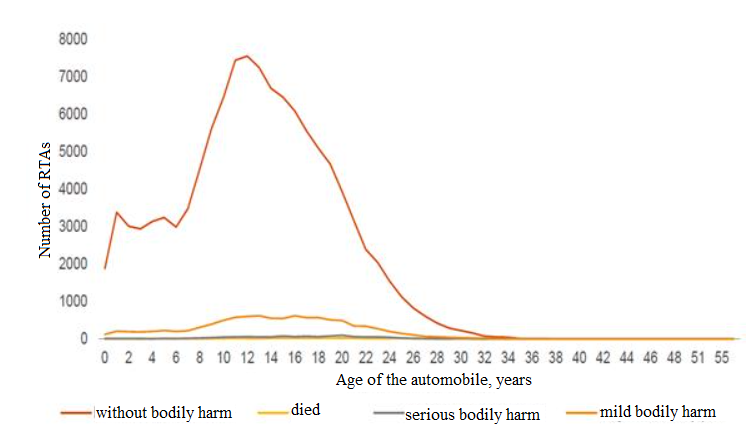 8000
7000
6000
5000
4000
3000
2000
1000
0
Number of RTAs
0 2 4 6 8 10 12 14 16 18 20 22 24 26 28 30 32 34 36 38 40 42 44 46 48 51 55
Age of the automobile, years
without bodily harm died serious bodily harm mild bodily harm